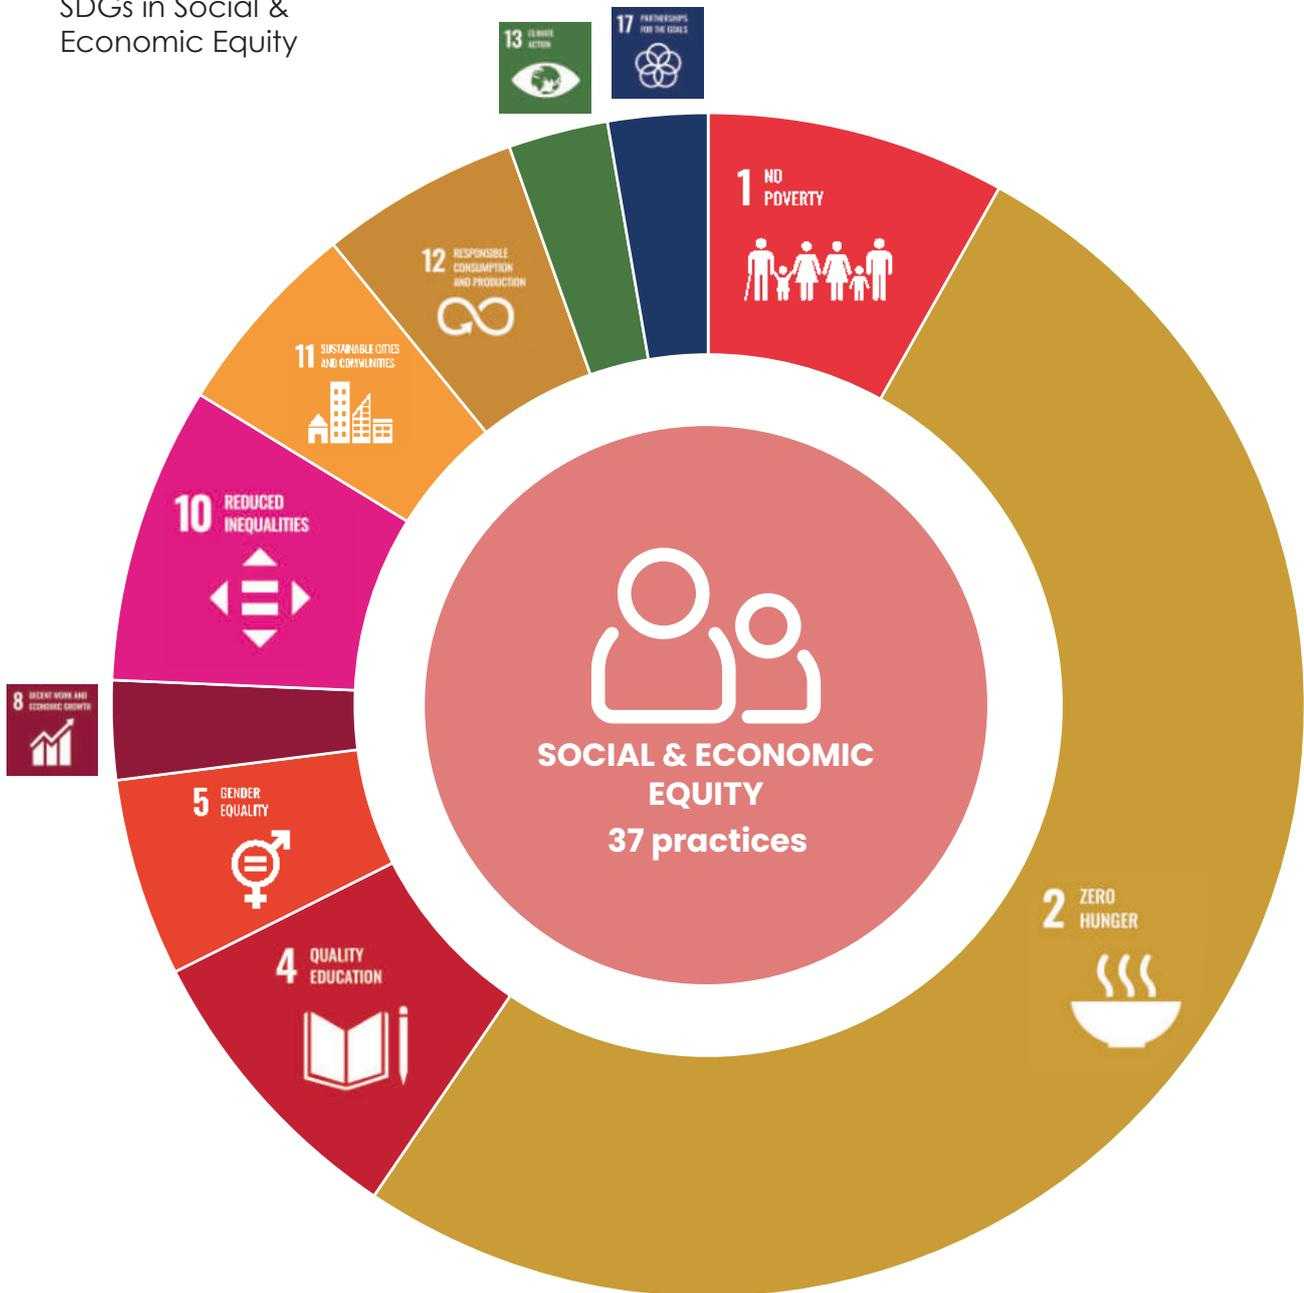 SDGs in Social &
Economic Equity
13 CLIMATE
ACTION
17 PARTNERSHIPS
FOR THE GOALS
1 NO
POVERTY
12 RESPONSIBLE
CONSUMPTION
AND PRODUCTION
11 SUSTAINABLE CITIES
AND COMMUNITIES
10 REDUCED
INEQUALITIES
8 DECENT WORK AND
ECONOMIC GROWTH
5 GENDER
EQUALITY
4 QUALITY
EDUCATION
2 ZERO
HUNGER
SOCIAL & ECONOMIC
EQUITY
37 practices